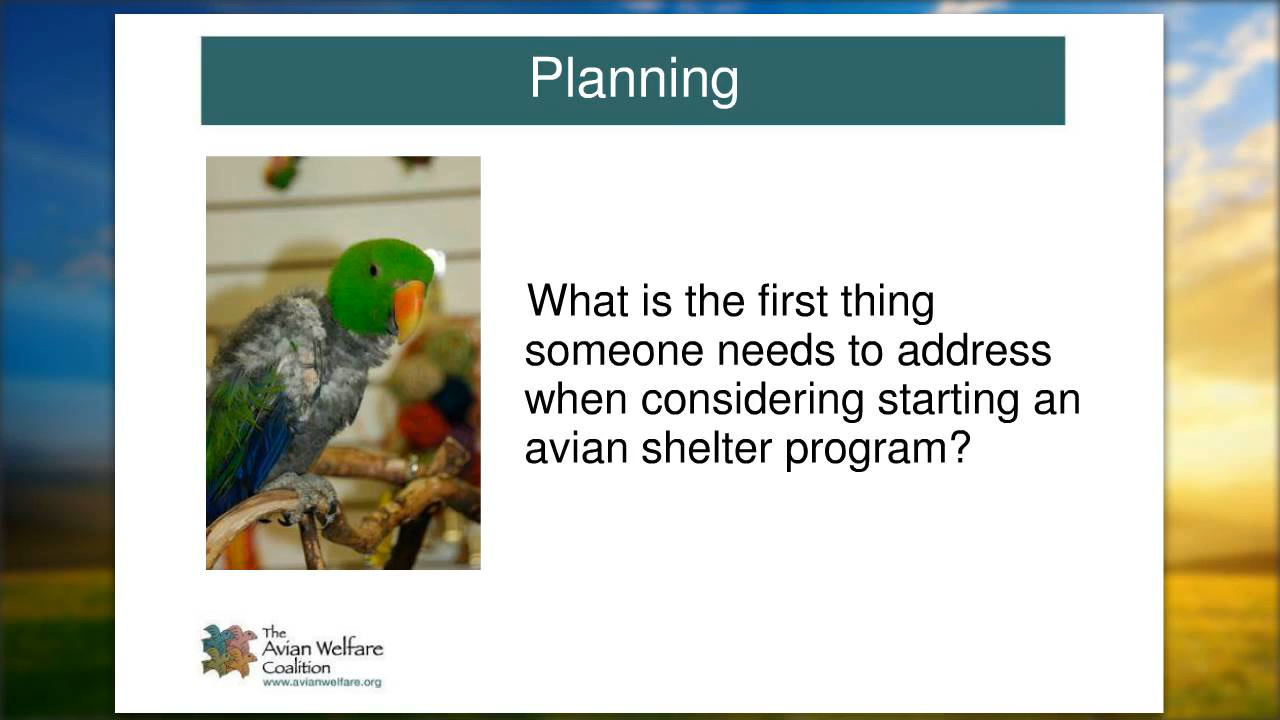 Planning
What is the first thing
someone needs to address
when considering starting an
avian shelter program?
The
Avian Welfare
Coalition
www.avianwelfare.org